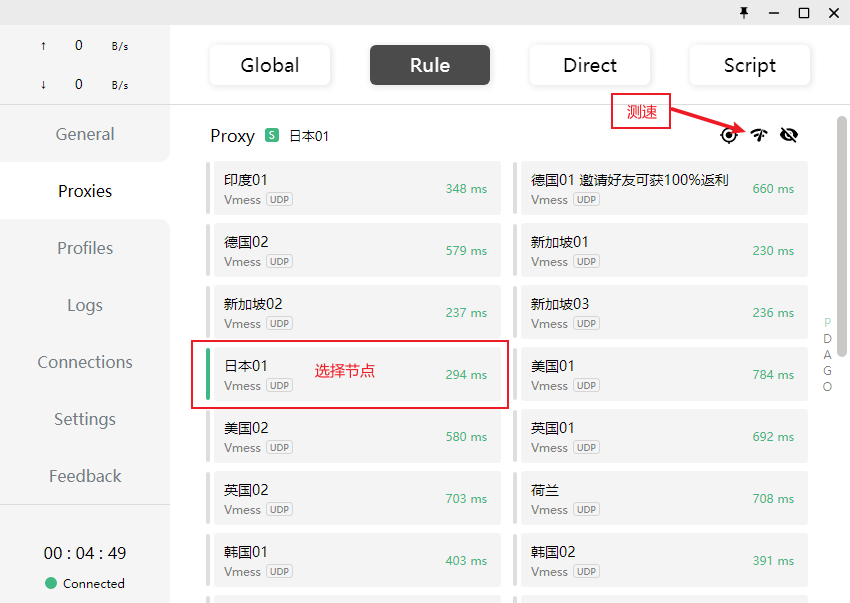 ↑ 0 B/s
↓ 0 B/s
General
Proxies
Profiles
Logs
Connections
Settings
Feedback
00 : 04 : 49
Connected
Global
Rule
Direct
Script
测速
Proxy S 日本01
印度01
Vmess UDP
348 ms
德国01 邀请好友可获100%返利
Vmess UDP
660 ms
德国02
Vmess UDP
579 ms
新加坡01
Vmess UDP
230 ms
新加坡02
Vmess UDP
237 ms
新加坡03
Vmess UDP
236 ms
日本01
Vmess UDP
选择节点
294 ms
美国01
Vmess UDP
784 ms
美国02
Vmess UDP
580 ms
英国01
Vmess UDP
692 ms
英国02
Vmess UDP
703 ms
荷兰
Vmess UDP
708 ms
韩国01
Vmess UDP
403 ms
韩国02
Vmess UDP
391 ms
P
D
A
G
O